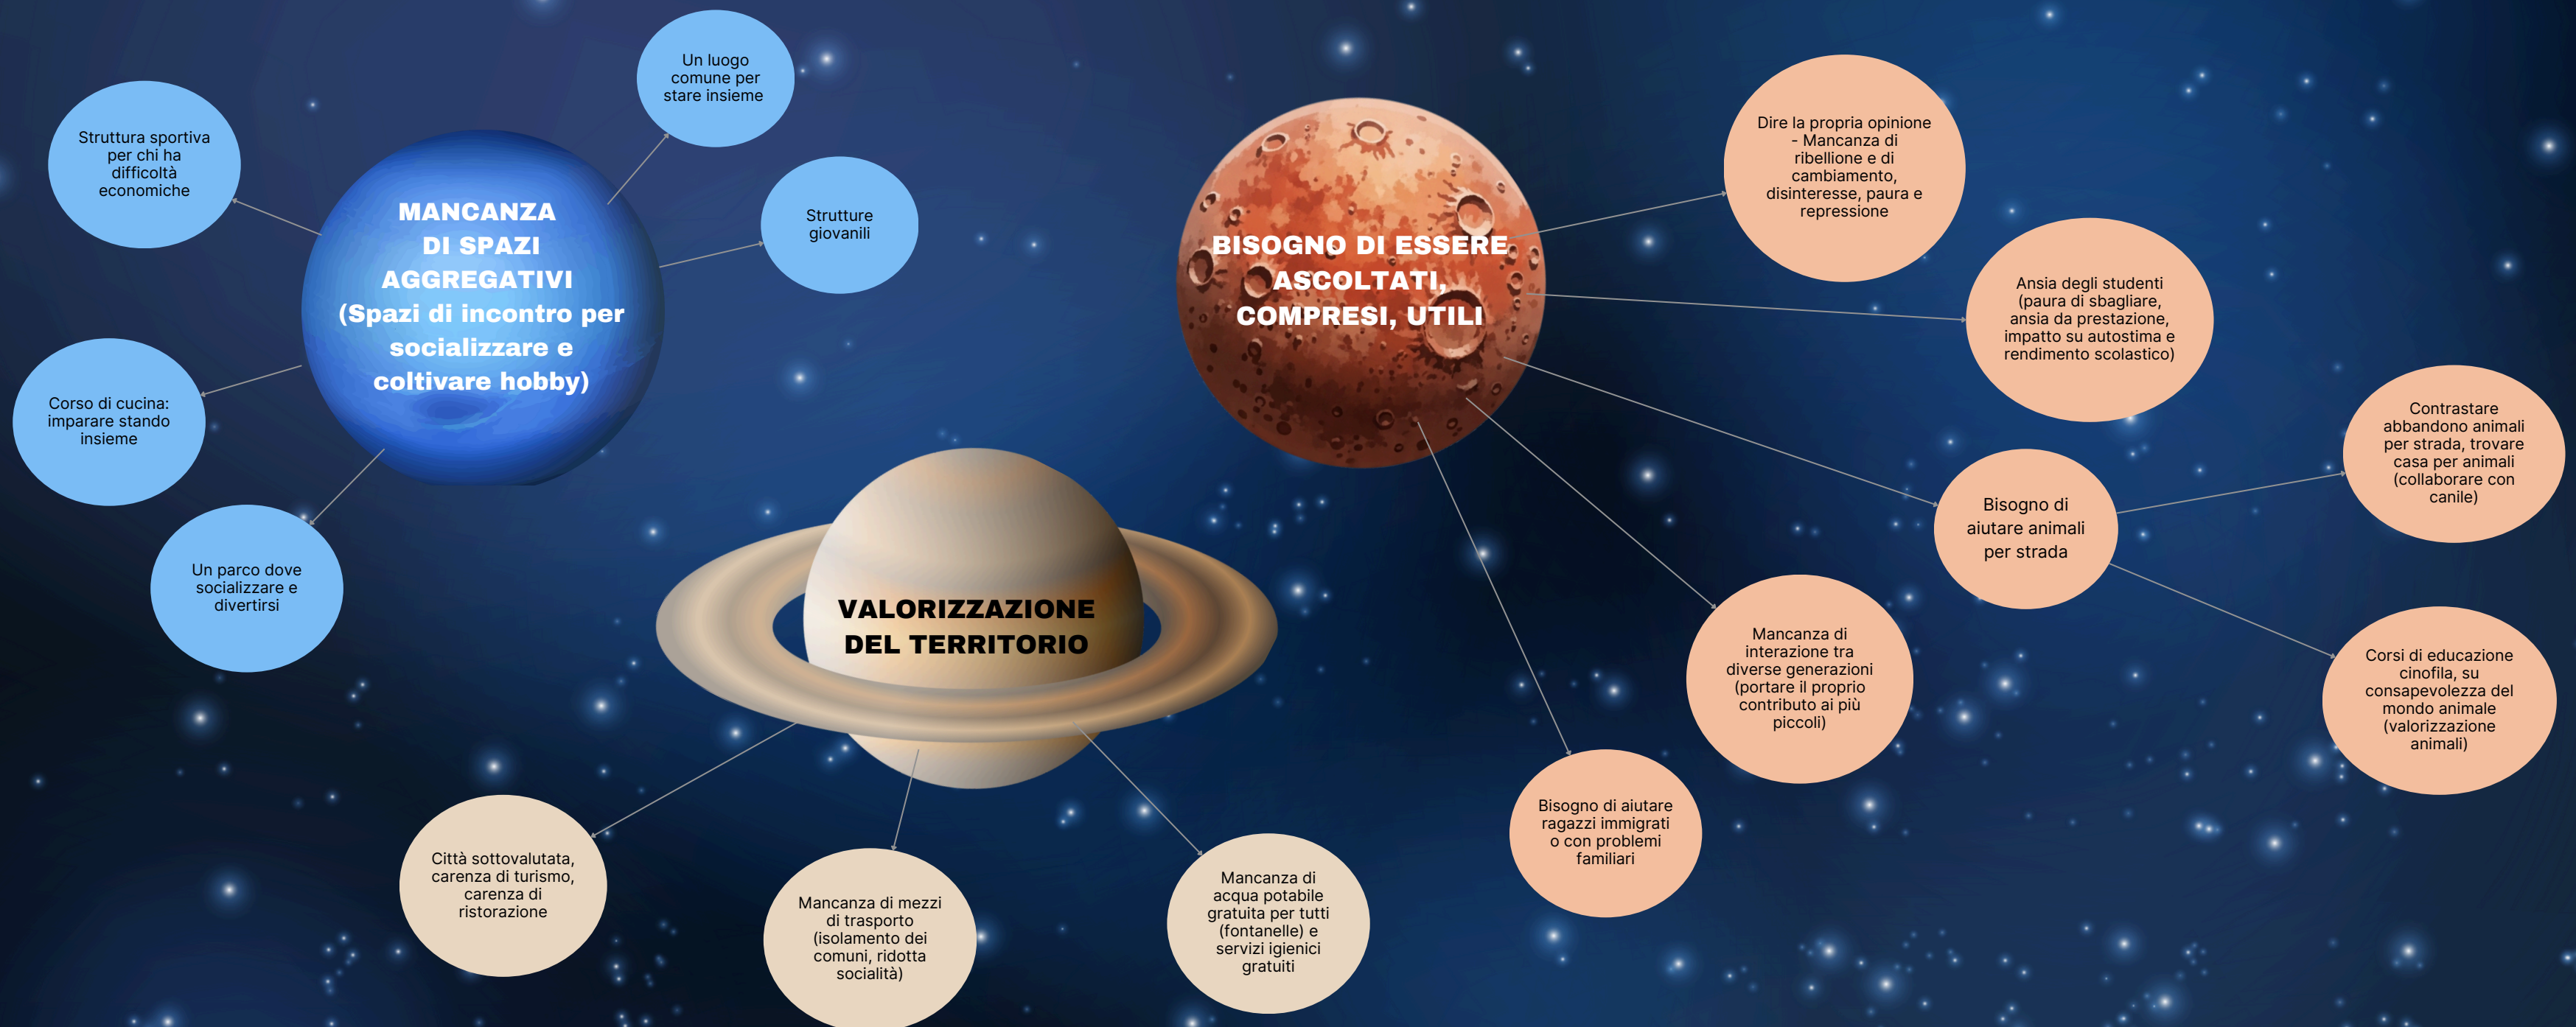 MANCANZA
DI SPAZI
AGGREGATIVI
(Spazi di incontro per
socializzare e
coltivare hobby)
Un luogo
comune per
stare insieme
Strutture
giovanili
Struttura sportiva
per chi ha
difficoltà
economiche
Corso di cucina:
imparare stando
insieme
Un parco dove
socializzare e
divertirsi
VALORIZZAZIONE
DEL TERRITORIO
Città sottovalutata,
carenza di turismo,
carenza di
ristorazione
Mancanza di mezzi
di trasporto
(isolamento dei
comuni, ridotta
socialità)
Mancanza di
acqua potabile
gratuita per tutti
(fontanelle) e
servizi igienici
gratuiti
BISOGNO DI ESSERE
ASCOLTATI,
COMPRESI, UTILI
Dire la propria opinione
- Mancanza di
ribellione e di
cambiamento,
disinteresse, paura e
repressione
Ansia degli studenti
(paura di sbagliare,
ansia da prestazione,
impatto su autostima e
rendimento scolastico)
Bisogno di
aiutare animali
per strada
Contrastare
abbandono animali
per strada, trovare
casa per animali
(collaborare con
canile)
Corsi di educazione
cinofila, su
consapevolezza del
mondo animale
(valorizzazione
animali)
Mancanza di
interazione tra
diverse generazioni
(portare il proprio
contributo ai più
piccoli)
Bisogno di aiutare
ragazzi immigrati
o con problemi
familiari